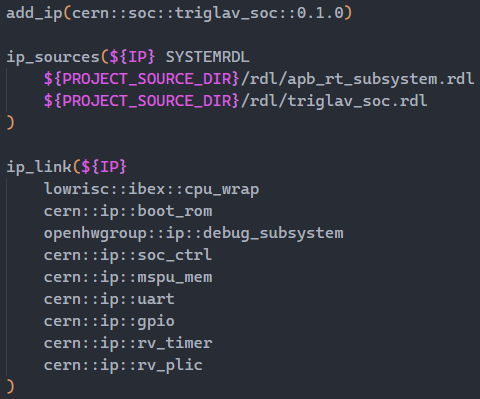 add_ip(cern::soc::triglav_soc::0.1.0)
ip_sources(${IP} SYSTEMRDL
${PROJECT_SOURCE_DIR}/rdl/apb_rt_subsystem.rdl
${PROJECT_SOURCE_DIR}/rdl/triglav_soc.rdl
)
ip_link(${IP}
lowrisc::ibex::cpu_wrap
cern::ip::boot_rom
openhwgroup::ip::debug_subsystem
cern::ip::soc_ctrl
cern::ip::mspu_mem
cern::ip::uart
cern::ip::gpio
cern::ip::rv_timer
cern::ip::rv_plic
)